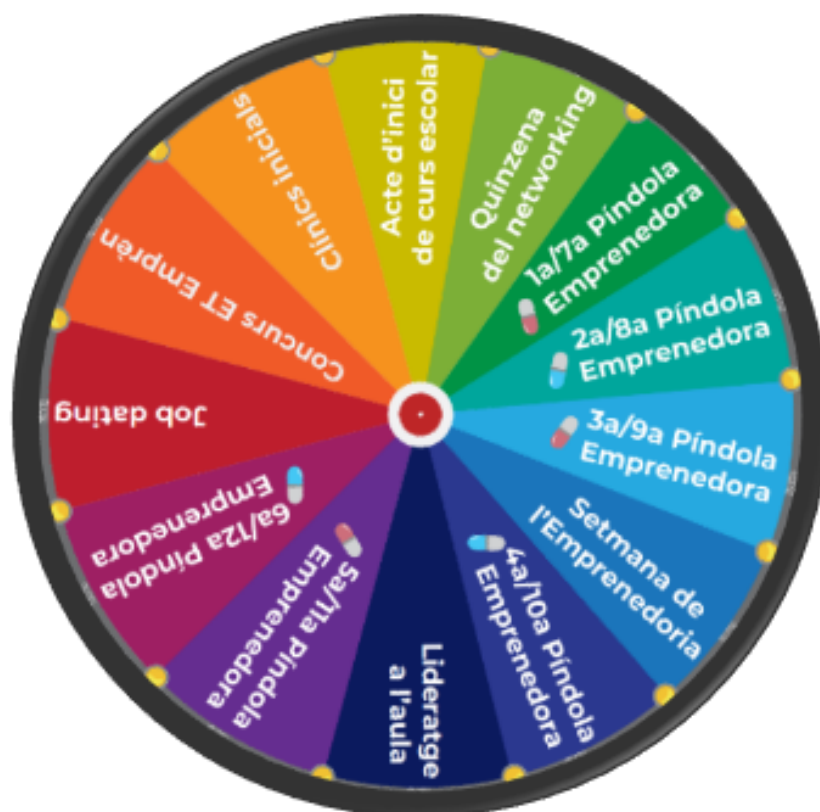 Acte d'inici
de curs escolar
Quinzena
del networking
1a/7a Píndola
Emprenedora
2a/8a Píndola
Emprenedora
3a/9a Píndola
Emprenedora
Setmana de
l'Emprenedoria
4a/10a Píndola
Emprenedora
Lideratge
a l'aula
5a/11a Píndola
Emprenedora
6a/12a Píndola
Emprenedora
Job dating
Concurs ET Emprèn
Clínics inicials